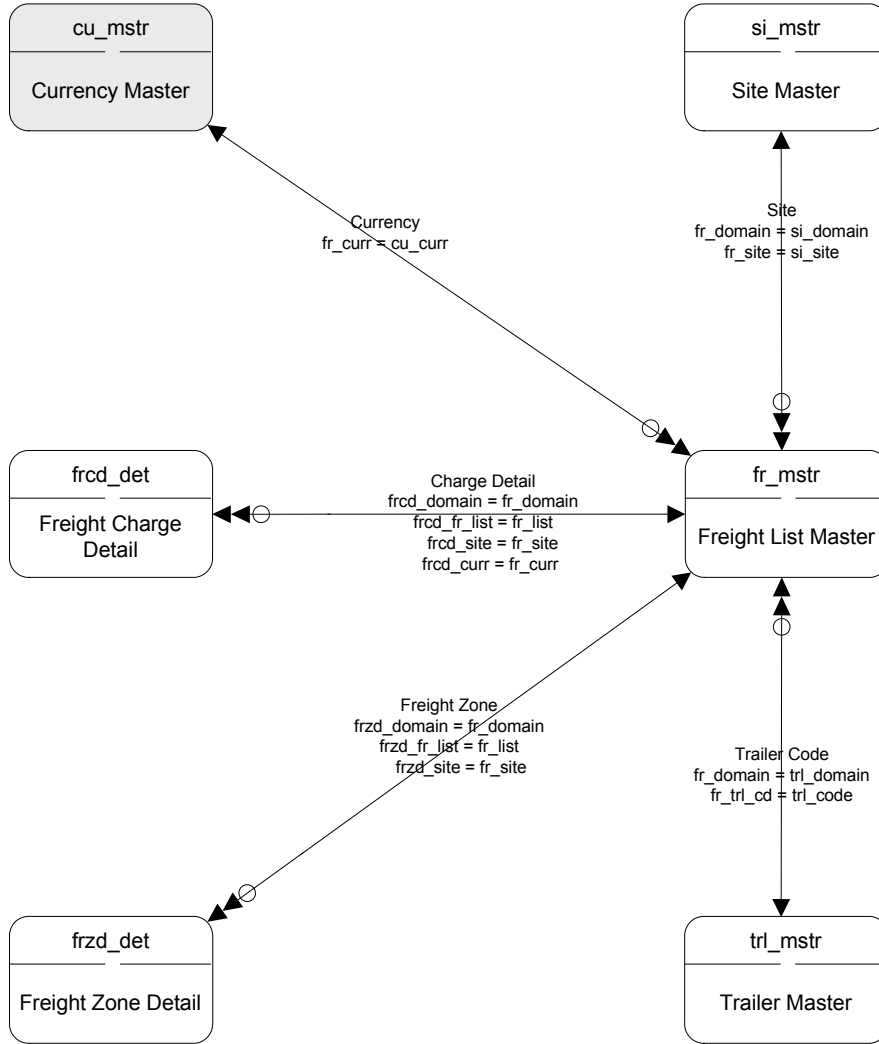 cu_mstr
Currency Master
si_mstr
Site Master
Currency
fr_curr = cu_curr
Site
fr_domain = si_domain
fr_site = si_site
frcd_det
Freight Charge
Detail
Charge Detail
frcd_domain = fr_domain
frcd_fr_list = fr_list
frcd_site = fr_site
frcd_curr = fr_curr
fr_mstr
Freight List Master
Freight Zone
frzd_domain = fr_domain
frzd_fr_list = fr_list
frzd_site = fr_site
Trailer Code
fr_domain = trl_domain
fr_trl_cd = trl_code
frzd_det
Freight Zone Detail
trl_mstr
Trailer Master